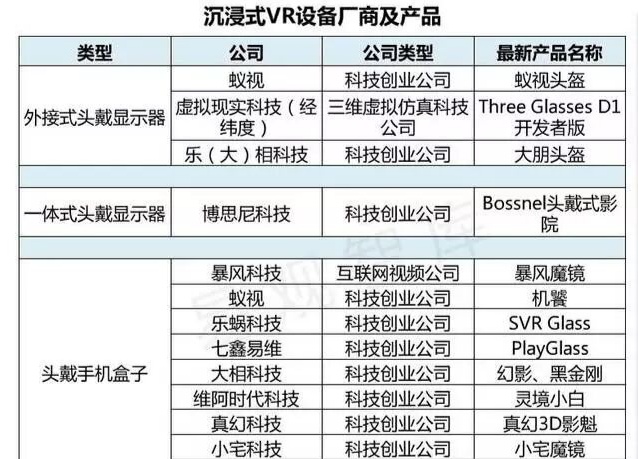 沉浸式VR设备厂商及产品
类型 公司 公司类型 最新产品名称
外接式头戴显示器
蚁视 科技创业公司 蚁视头盔
虚拟现实科技（经
纬度） 三维虚拟仿真科技
公司 Three Glasses D1
开发者版
乐（大）相科技 科技创业公司 大朋头盔
一体式头戴显示器 博思尼科技 科技创业公司 Bossnel头戴式影
院
头戴手机盒子
暴风科技 互联网视频公司 暴风魔镜
蚁视 科技创业公司 机饕
乐蜗科技 科技创业公司 SVR Glass
七鑫易维 科技创业公司 PlayGlass
大相科技 科技创业公司 幻影、黑金刚
维阿时代科技 科技创业公司 灵境小白
真幻科技 科技创业公司 真幻3D影魁
小宅科技 科技创业公司 小宅魔镜